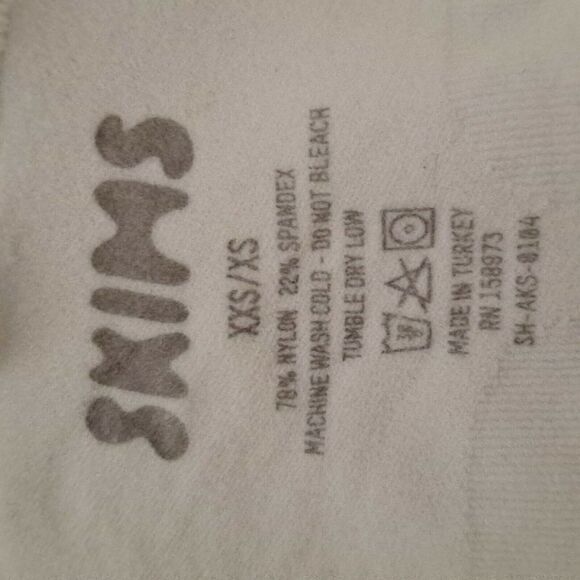 SKIMS
XXS/XS
78% NYLON 22% SPANDEX
MACHINE WASH COLD - DO NOT BLEACH
TUMBLE DRY LOW
MADE IN TURKEY
RN 158973
SH-AKS-0104